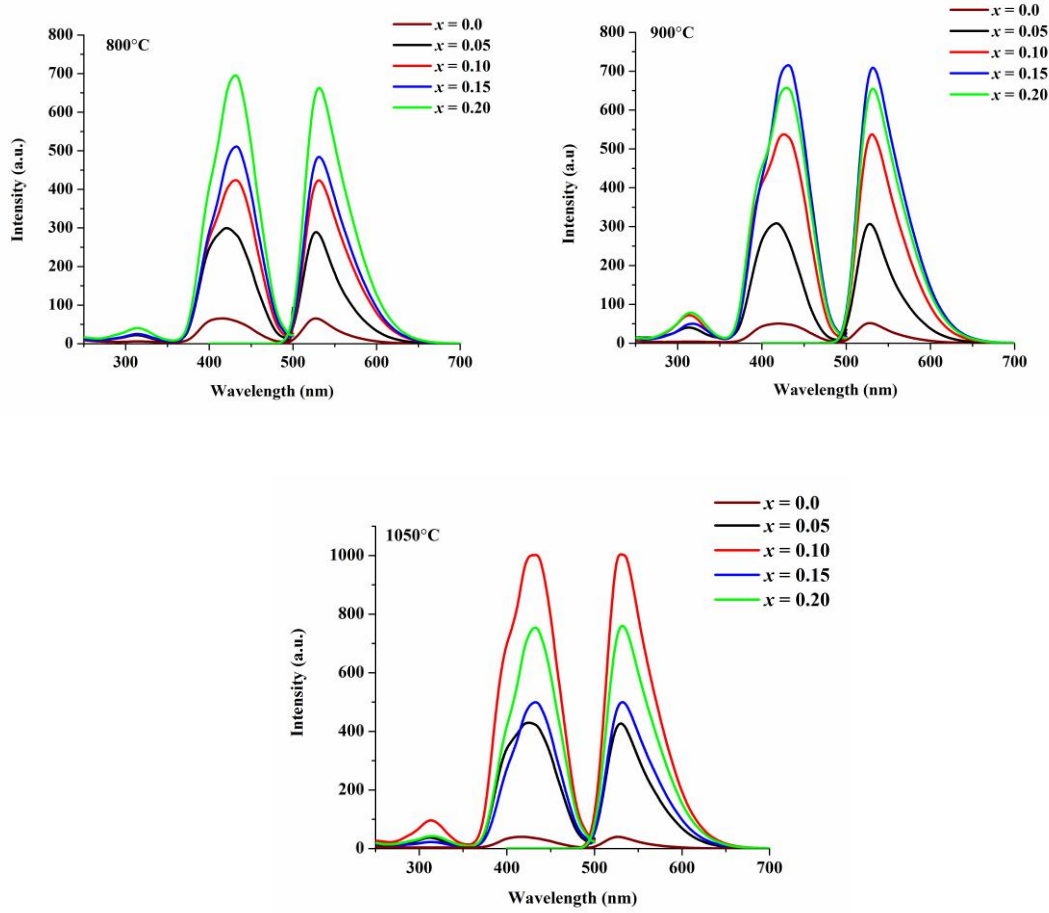 800°C
x = 0.0
x = 0.05
x = 0.10
x = 0.15
x = 0.20
800
700
600
500
400
300
200
100
0
Intensity (a.u.)
300 400 500 600 700
Wavelength (nm)
900°C
x = 0.0
x = 0.05
x = 0.10
x = 0.15
x = 0.20
800
700
600
500
400
300
200
100
0
Intensity (a.u)
300 400 500 600 700
Wavelength (nm)
1050°C
x = 0.0
x = 0.05
x = 0.10
x = 0.15
x = 0.20
1000
800
600
400
200
0
Intensity (a.u.)
300 400 500 600 700
Wavelength (nm)